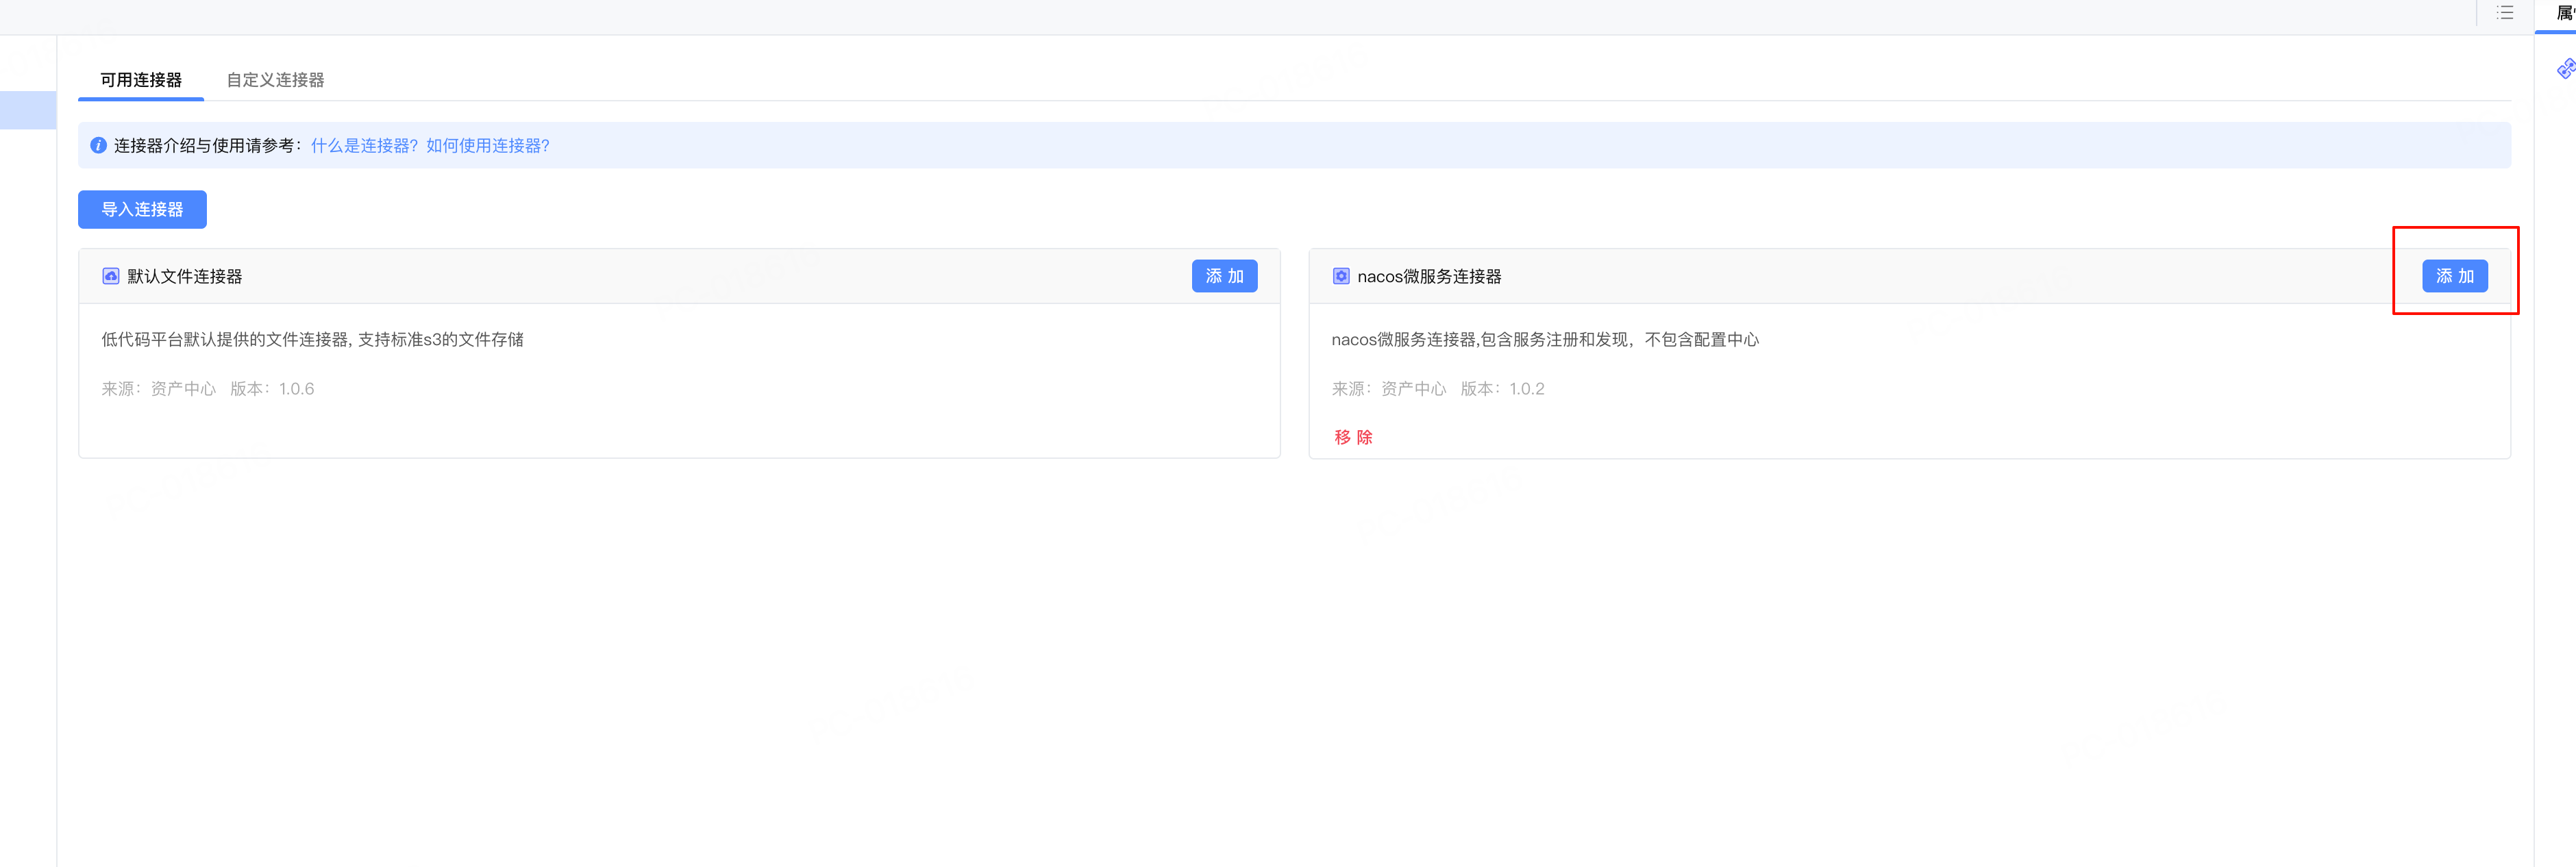 可用连接器 自定义连接器
连接器介绍与使用请参考：什么是连接器？如何使用连接器？
导入连接器
默认文件连接器 添 加
低代码平台默认提供的文件连接器, 支持标准s3的文件存储
来源：资产中心 版本：1.0.6
nacos微服务连接器 添 加
nacos微服务连接器,包含服务注册和发现，不包含配置中心
来源：资产中心 版本：1.0.2
移 除